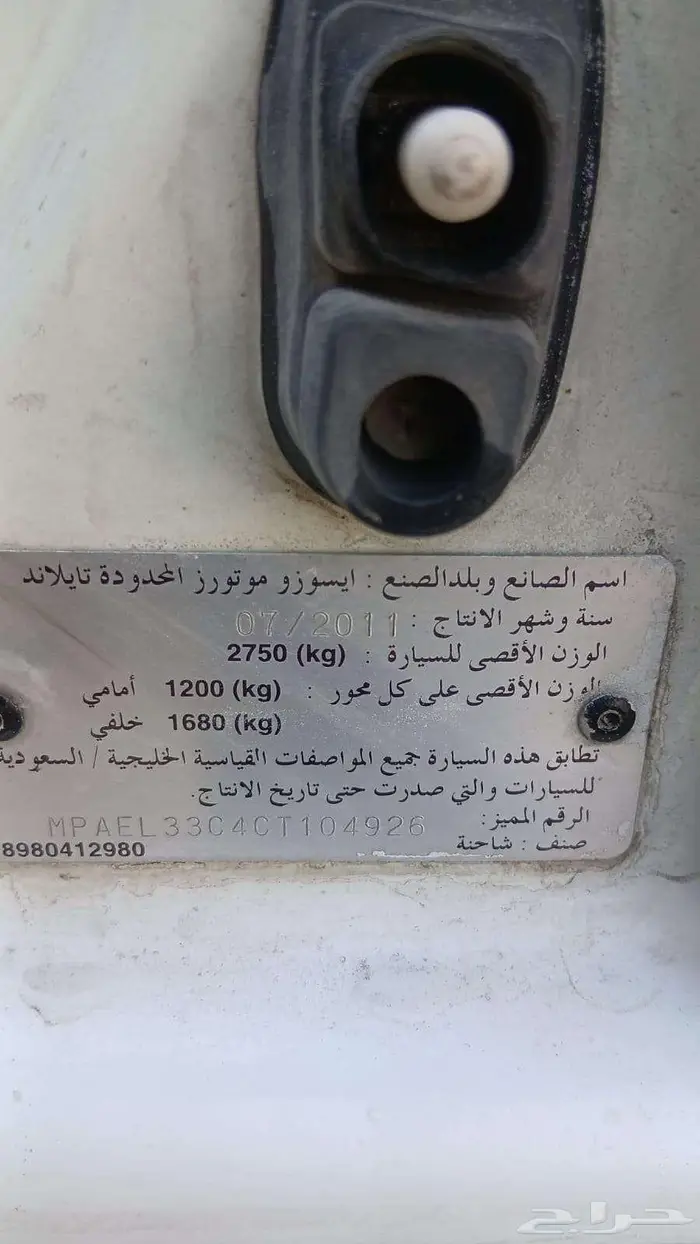 اسم الصانع وبلدالصنع : ايسوزو موتورز المحدودة تايلاند
سنة وشهر الانتاج : 07/2011
الوزن الأقصى للسيارة : 2750 (kg)
الوزن الأقصى على كل محور : 1200 (kg) أمامي
1680 (kg) خلفي
تطابق هذه السيارة جميع المواصفات القياسية الخليجية / السعودية
للسيارات والتي صدرت حتى تاريخ الانتاج.
الرقم المميز: MPAEL33C4CT104926
صنف : شاحنة 8980412980
حراج